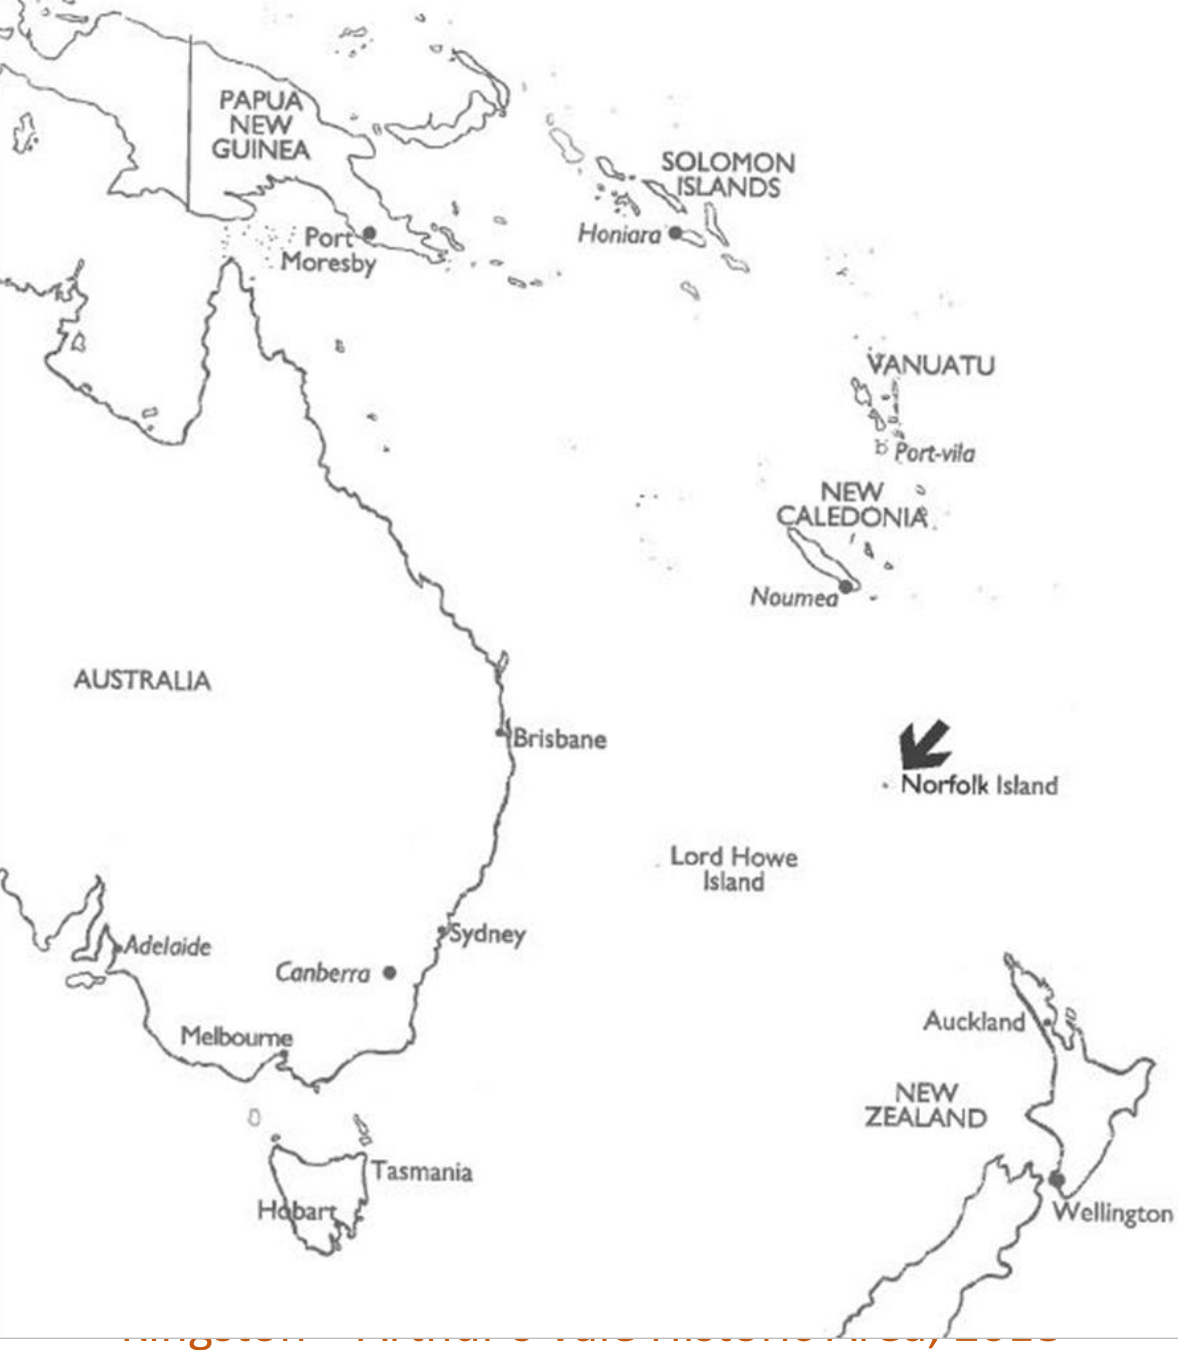 PAPUA
NEW
GUINEA
SOLOMON
ISLANDS
Honiara
Port
Moresby
VANUATU
Port-vila
NEW
CALEDONIA
Noumea
AUSTRALIA
Brisbane
Norfolk Island
Lord Howe
Island
Sydney
Adelaide
Canberra
Auckland
Melbourne
NEW
ZEALAND
Tasmania
Hobart
Wellington